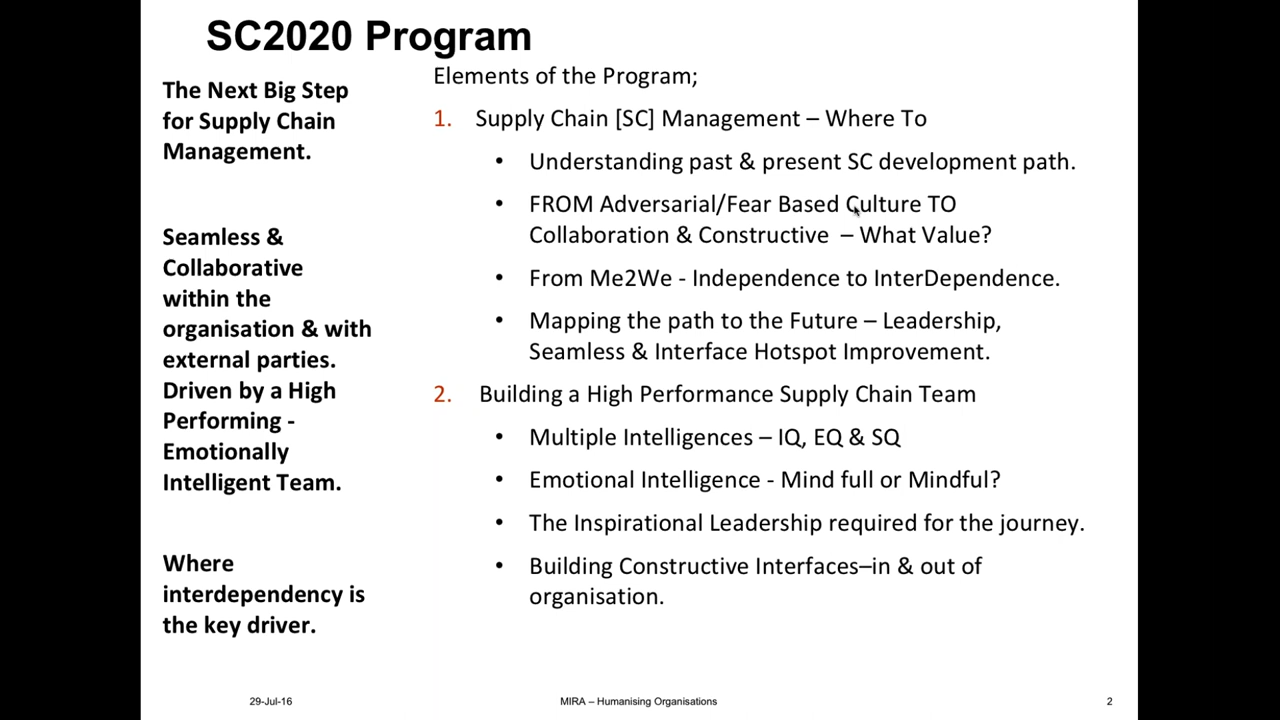 SC2020 Program
The Next Big Step
for Supply Chain
Management.
Seamless &
Collaborative
within the
organisation & with
external parties.
Driven by a High
Performing -
Emotionally
Intelligent Team.
Where
interdependency is
the key driver.
Elements of the Program;
1. Supply Chain [SC] Management – Where To
• Understanding past & present SC development path.
• FROM Adversarial/Fear Based Culture TO
Collaboration & Constructive – What Value?
• From Me2We - Independence to InterDependence.
• Mapping the path to the Future – Leadership,
Seamless & Interface Hotspot Improvement.
2. Building a High Performance Supply Chain Team
• Multiple Intelligences – IQ, EQ & SQ
• Emotional Intelligence - Mind full or Mindful?
• The Inspirational Leadership required for the journey.
• Building Constructive Interfaces–in & out of
organisation.
29-Jul-16
MIRA – Humanising Organisations
2